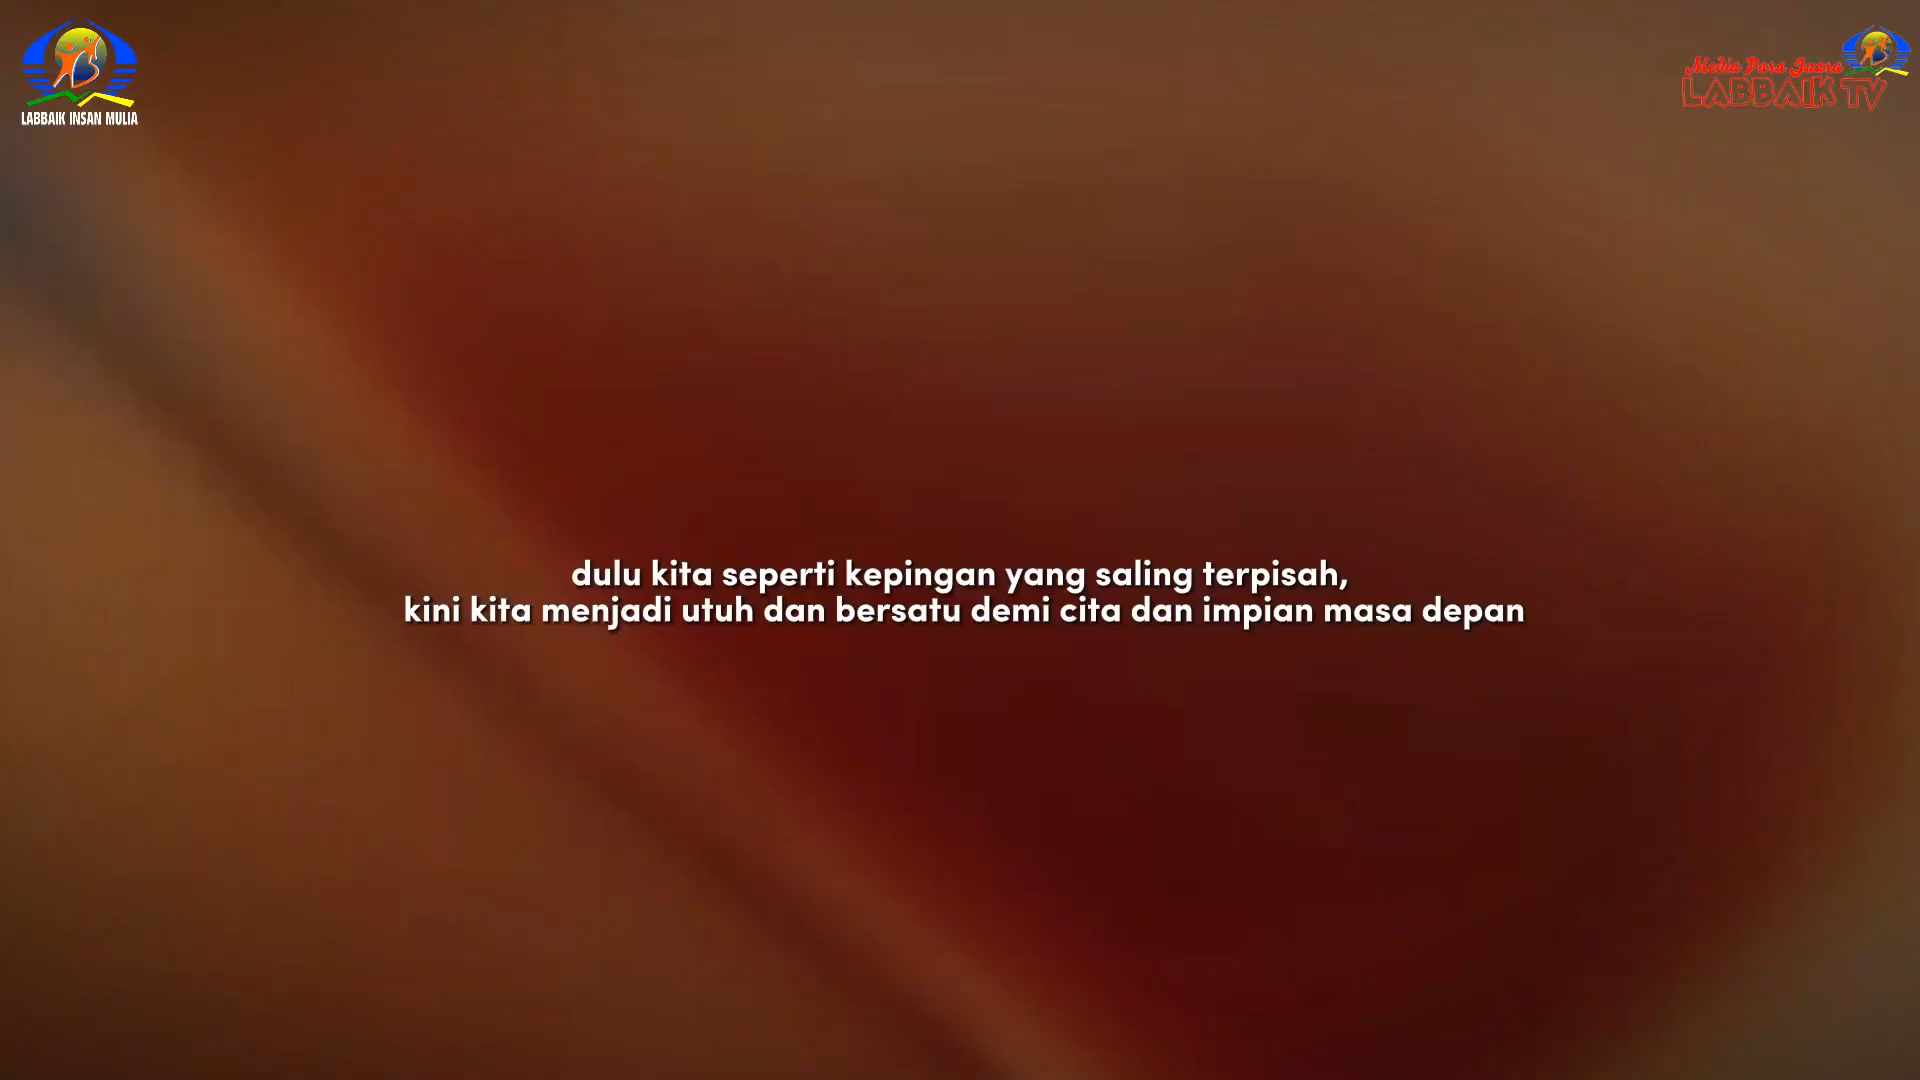 LABBAIK INSAN MULIA
Media Para Juara
LABBAIK TV
dulu kita seperti kepingan yang saling terpisah,
kini kita menjadi utuh dan bersatu demi cita dan impian masa depan